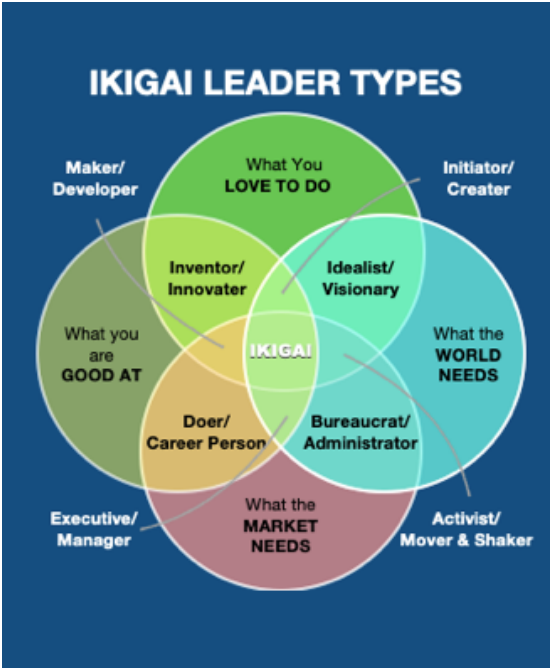 IKIGAI LEADER TYPES
Maker/
Developer
What You
LOVE TO DO
Initiator/
Creater
Inventor/
Innovater
Idealist/
Visionary
What you
are
GOOD AT
IKIGAI
What the
WORLD
NEEDS
Doer/
Career Person
Bureaucrat/
Administrator
Executive/
Manager
What the
MARKET
NEEDS
Activist/
Mover & Shaker